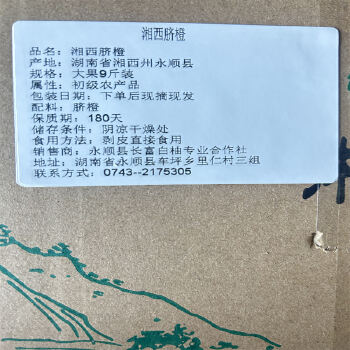 湘西脐橙
品名：湘西脐橙
产地：湖南省湘西州永顺县
规格：大果9斤装
属性：初级农产品
包装日期：下单后现摘现发
配料：脐橙
保质期：180天
储存条件：阴凉干燥处
食用方法：剥皮直接食用
销售商：永顺县长富白柚专业合作社
地址：湖南省永顺县车坪乡里仁村三组
联系方式：0743--2175305